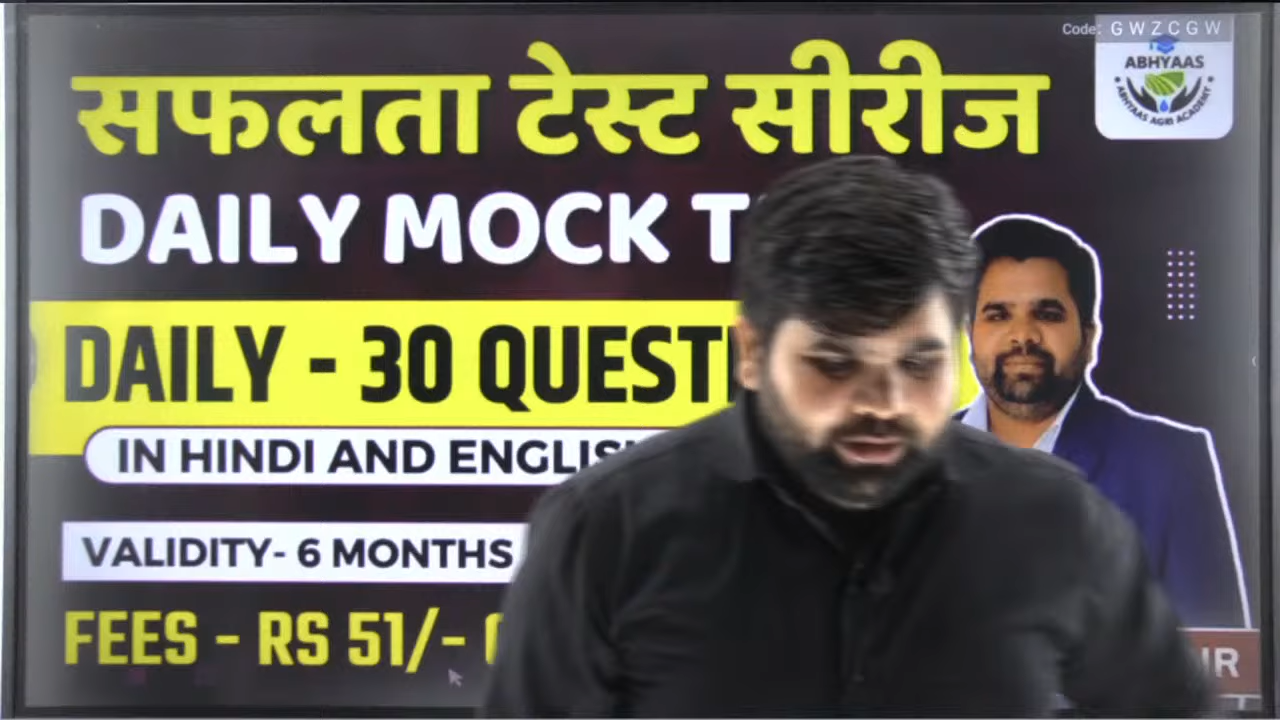 Code: G W Z C G W
ABHYAAS
ABHYAAS AGRI ACADEMY
सफलता टेस्ट सीरीज
DAILY MOCK T
DAILY - 30 QUEST
IN HINDI AND ENGLIS
VALIDITY- 6 MONTHS
FEES - RS 51/-
IR